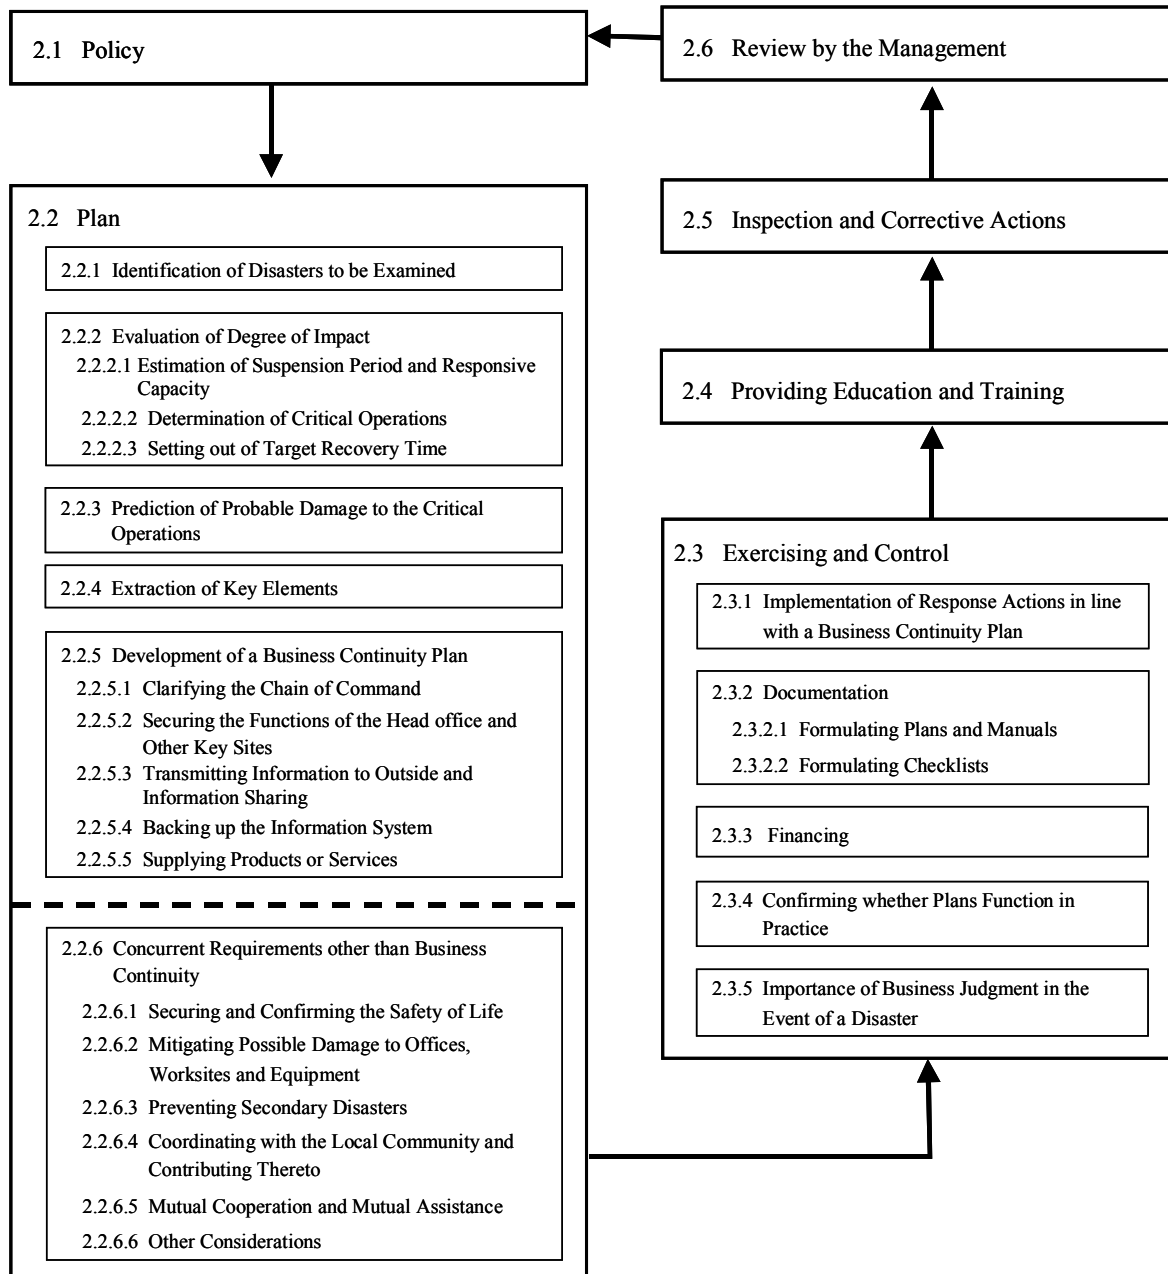 2.1 Policy
2.2 Plan
2.2.1 Identification of Disasters to be Examined
2.2.2 Evaluation of Degree of Impact
2.2.2.1 Estimation of Suspension Period and Responsive
Capacity
2.2.2.2 Determination of Critical Operations
2.2.2.3 Setting out of Target Recovery Time
2.2.3 Prediction of Probable Damage to the Critical
Operations
2.2.4 Extraction of Key Elements
2.2.5 Development of a Business Continuity Plan
2.2.5.1 Clarifying the Chain of Command
2.2.5.2 Securing the Functions of the Head office and
Other Key Sites
2.2.5.3 Transmitting Information to Outside and
Information Sharing
2.2.5.4 Backing up the Information System
2.2.5.5 Supplying Products or Services
2.2.6 Concurrent Requirements other than Business
Continuity
2.2.6.1 Securing and Confirming the Safety of Life
2.2.6.2 Mitigating Possible Damage to Offices,
Worksites and Equipment
2.2.6.3 Preventing Secondary Disasters
2.2.6.4 Coordinating with the Local Community and
Contributing Thereto
2.2.6.5 Mutual Cooperation and Mutual Assistance
2.2.6.6 Other Considerations
2.6 Review by the Management
2.5 Inspection and Corrective Actions
2.4 Providing Education and Training
2.3 Exercising and Control
2.3.1 Implementation of Response Actions in line
with a Business Continuity Plan
2.3.2 Documentation
2.3.2.1 Formulating Plans and Manuals
2.3.2.2 Formulating Checklists
2.3.3 Financing
2.3.4 Confirming whether Plans Function in
Practice
2.3.5 Importance of Business Judgment in the
Event of a Disaster